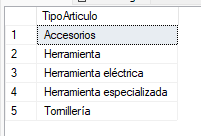 TipoArticulo
1 Accesorios
2 Herramienta
3 Herramienta eléctrica
4 Herramienta especializada
5 Tornillería